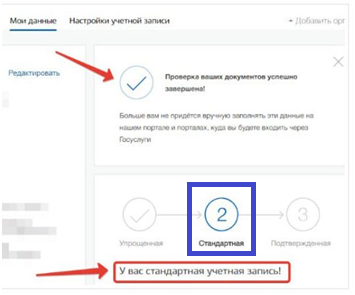 Мои данные Настройки учетной записи Добавить орг
Редактировать
Проверка ваших документов успешно
завершена!
Больше вам не придётся вручную заполнять эти данные на
нашем портале и порталах, куда вы будете входить через
Госуслуги
2 3
Упрощенная Стандартная Подтвержденная
У вас стандартная учетная запись!